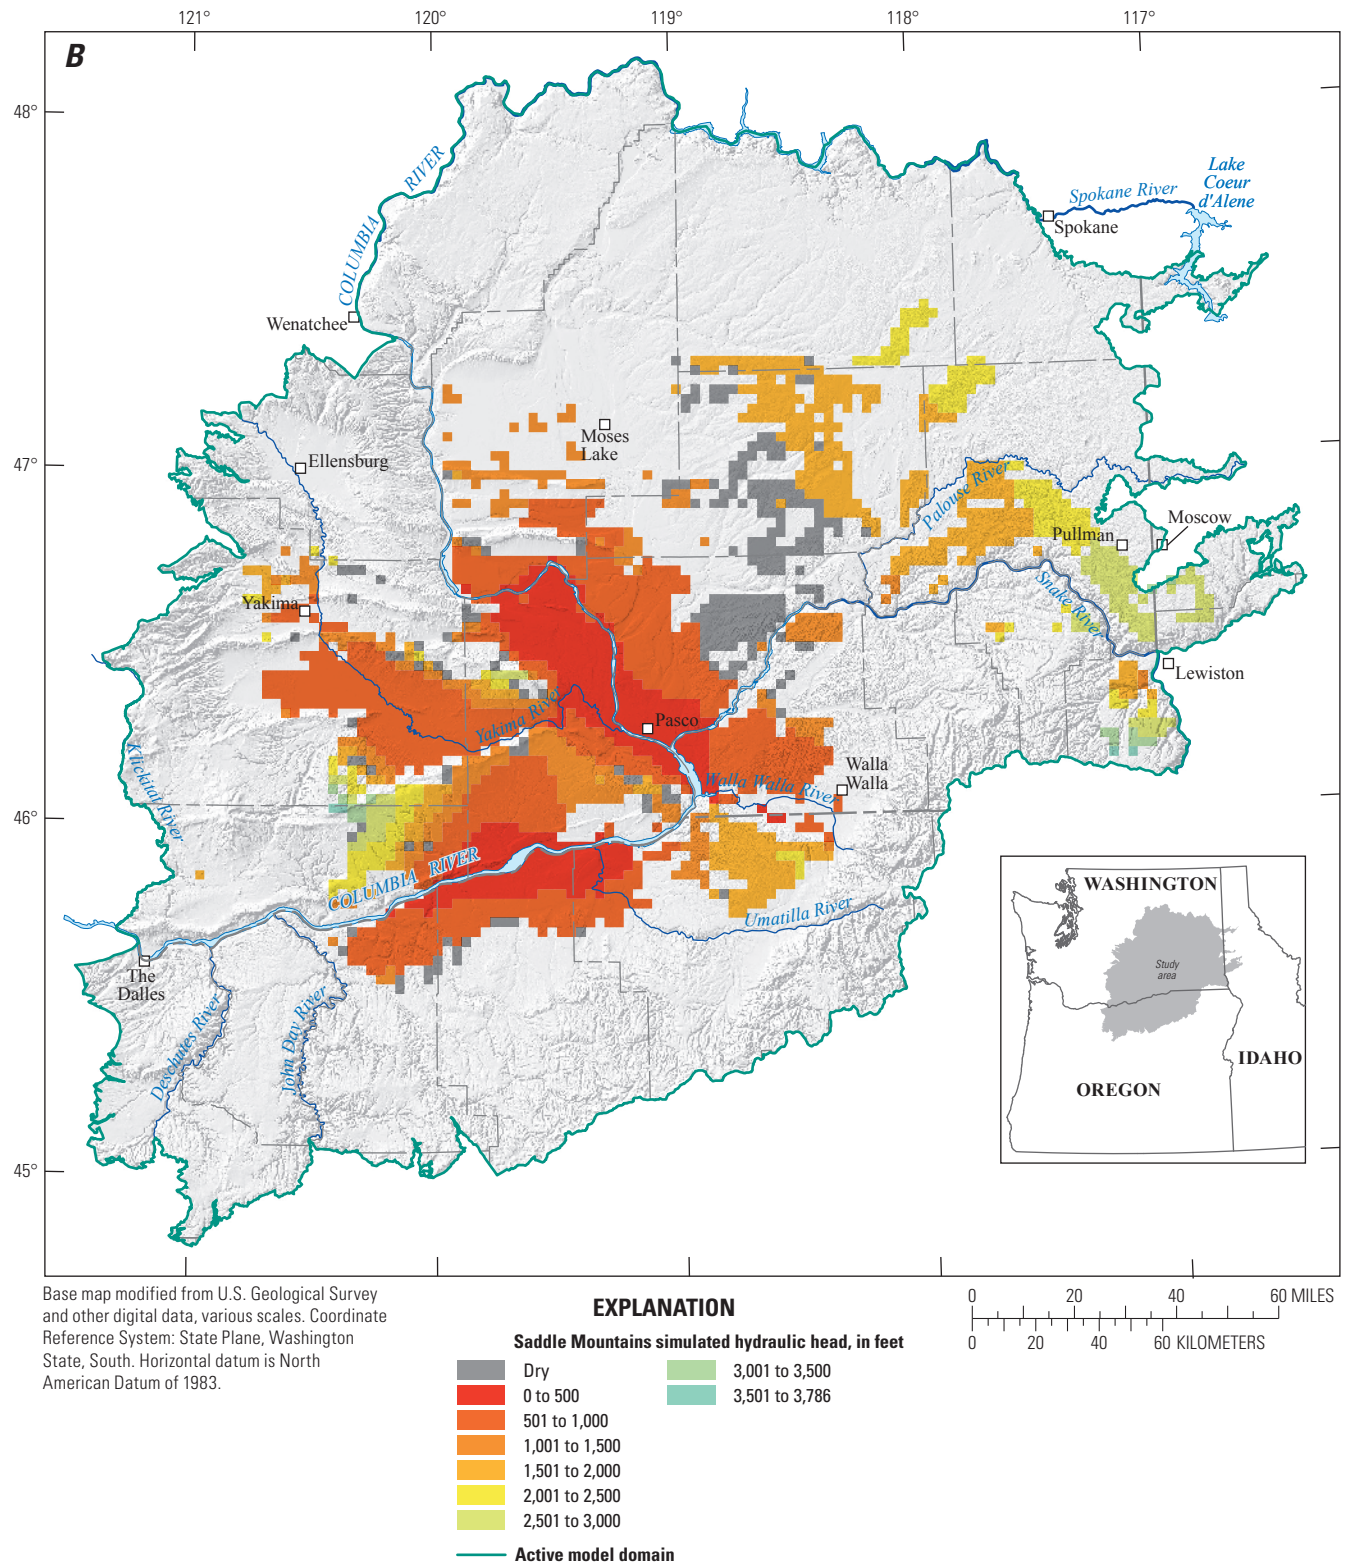 121° 120° 119° 118° 117°
B
48°
47°
46°
45°
COLUMBIA RIVER
Lake
Coeur
d'Alene
Spokane River
Spokane
Wenatchee
Moses
Lake
Ellensburg
Palouse River
Pullman
Moscow
Snake River
Yakima
Lewiston
Yakima River
Pasco
Klickitat River
Walla Walla River
Walla
Walla
COLUMBIA RIVER
Umatilla River
The
Dalles
Deschutes River
John Day River
WASHINGTON
Study
area
IDAHO
OREGON
Base map modified from U.S. Geological Survey
and other digital data, various scales. Coordinate
Reference System: State Plane, Washington
State, South. Horizontal datum is North
American Datum of 1983.
EXPLANATION
Saddle Mountains simulated hydraulic head, in feet
Dry
0 to 500
501 to 1,000
1,001 to 1,500
1,501 to 2,000
2,001 to 2,500
2,501 to 3,000
3,001 to 3,500
3,501 to 3,786
Active model domain
0 20 40 60 MILES
0 20 40 60 KILOMETERS